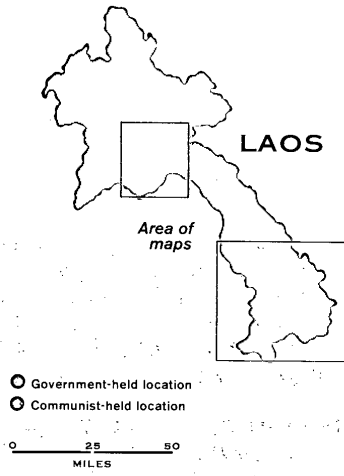 LAOS
Area of
maps
Government-held location
Communist-held location
0 25 50
MILES